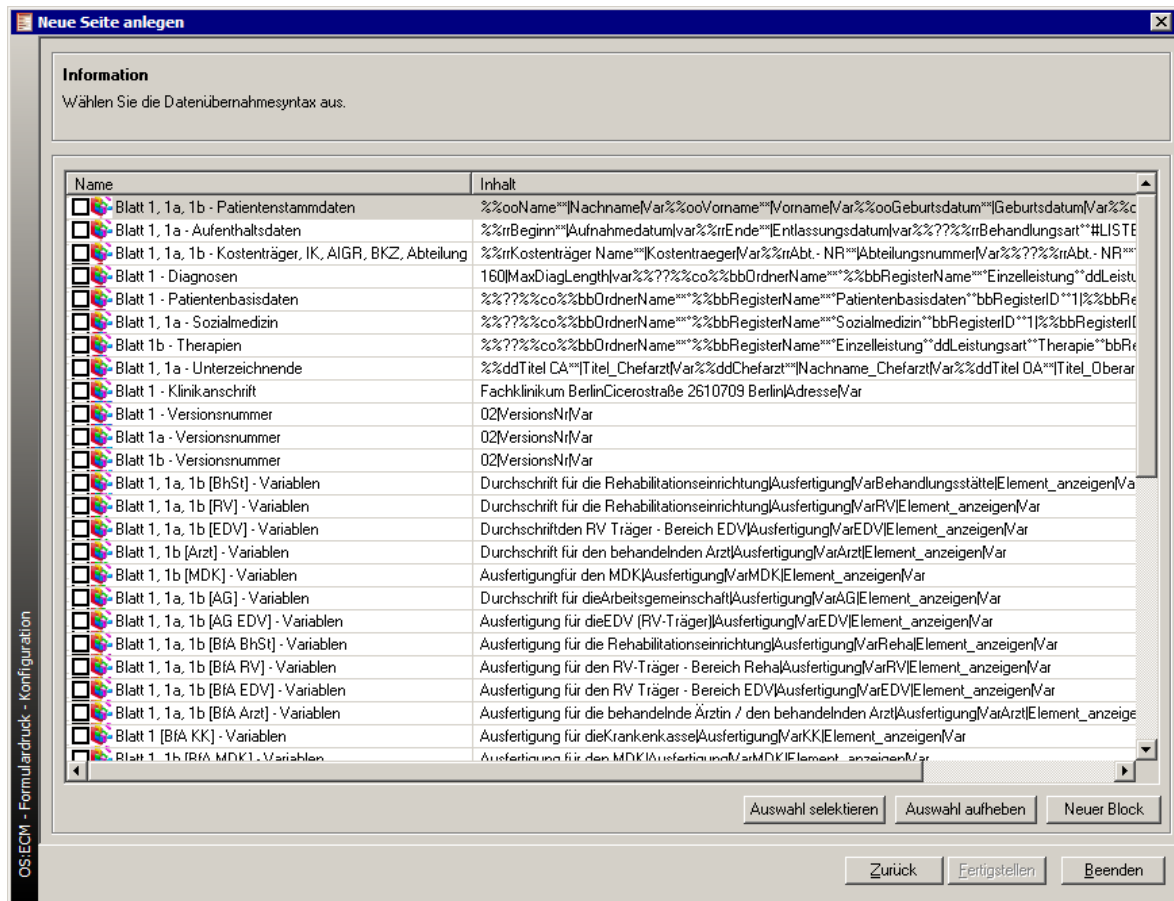 Neue Seite anlegen
Information
Wählen Sie die Datenübernahmesyntax aus.
Name Inhalt
Blatt 1, 1a, 1b - Patientenstammdaten %%ooName**|Nachname|Var%%ooVorname**|Vorname|Var%%ooGeburtsdatum**|Geburtsdatum|Var%%c
Blatt 1, 1a - Aufenthaltsdaten %%rrBeginn**|Aufnahmedatum|var%%rrEnde**|Entlassungsdatum|var%%??%%rrBehandlungsart**#LISTE
Blatt 1, 1a, 1b - Kostenträger, IK, AIGR, BKZ, Abteilung %%rrKostenträger Name**|Kostentraeger|Var%%rrAbt.- NR**|Abteilungsnummer|Var%%??%%rrAbt.- NR**
Blatt 1 - Diagnosen 160|MaxDiagLength|var%%??%%co%%bbOrdnerName***%%bbRegisterName***Einzelleistung**ddLeistu
Blatt 1 - Patientenbasisdaten %%??%%co%%bbOrdnerName***%%bbRegisterName***Patientenbasisdaten**bbRegisterID**1|%%bbRe
Blatt 1, 1a - Sozialmedizin %%??%%co%%bbOrdnerName***%%bbRegisterName***Sozialmedizin**bbRegisterID**1|%%bbRegisterI
Blatt 1b - Therapien %%??%%co%%bbOrdnerName***%%bbRegisterName***Einzelleistung**ddLeistungsart**Therapie**bbRe
Blatt 1, 1a - Unterzeichnende %%ddTitel CA**|Titel_Chefarzt|Var%%ddChefarzt**|Nachname_Chefarzt|Var%%ddTitel OA**|Titel_Oberar
Blatt 1 - Klinikanschrift Fachklinikum BerlinCicerostraße 2610709 Berlin|Adresse|Var
Blatt 1 - Versionsnummer 02|VersionsNr|Var
Blatt 1a - Versionsnummer 02|VersionsNr|Var
Blatt 1b - Versionsnummer 02|VersionsNr|Var
Blatt 1, 1a, 1b [BhSt] - Variablen Durchschrift für die Rehabilitationseinrichtung|Ausfertigung|VarBehandlungsstätte|Element_anzeigen|Va
Blatt 1, 1a, 1b [RV] - Variablen Durchschrift für die Rehabilitationseinrichtung|Ausfertigung|VarRV|Element_anzeigen|Var
Blatt 1, 1a, 1b [EDV] - Variablen Durchschriftden RV Träger - Bereich EDV|Ausfertigung|VarEDV|Element_anzeigen|Var
Blatt 1, 1b [Arzt] - Variablen Durchschrift für den behandelnden Arzt|Ausfertigung|VarArzt|Element_anzeigen|Var
Blatt 1, 1b [MDK] - Variablen Ausfertigungfür den MDK|Ausfertigung|VarMDK|Element_anzeigen|Var
Blatt 1, 1a, 1b [AG] - Variablen Durchschrift für dieArbeitsgemeinschaft|Ausfertigung|VarAG|Element_anzeigen|Var
Blatt 1, 1a, 1b [AG EDV] - Variablen Ausfertigung für dieEDV (RV-Träger)|Ausfertigung|VarEDV|Element_anzeigen|Var
Blatt 1, 1a, 1b [BfA BhSt] - Variablen Ausfertigung für die Rehabilitationseinrichtung|Ausfertigung|VarReha|Element_anzeigen|Var
Blatt 1, 1a, 1b [BfA RV] - Variablen Ausfertigung für den RV-Träger - Bereich Reha|Ausfertigung|VarRV|Element_anzeigen|Var
Blatt 1, 1a, 1b [BfA EDV] - Variablen Ausfertigung für den RV Träger - Bereich EDV|Ausfertigung|VarEDV|Element_anzeigen|Var
Blatt 1, 1a, 1b [BfA Arzt] - Variablen Ausfertigung für die behandelnde Ärztin / den behandelnden Arzt|Ausfertigung|VarArzt|Element_anzeige
Blatt 1 [BfA KK] - Variablen Ausfertigung für dieKrankenkasse|Ausfertigung|VarKK|Element_anzeigen|Var
Blatt 1, 1b [BfA MDK] - Variablen Ausfertigung für den MDK|Ausfertigung|VarMDK|Element_anzeigen|Var
Auswahl selektieren Auswahl aufheben Neuer Block
Zurück Fertigstellen Beenden
OS:ECM - Formulardruck - Konfiguration